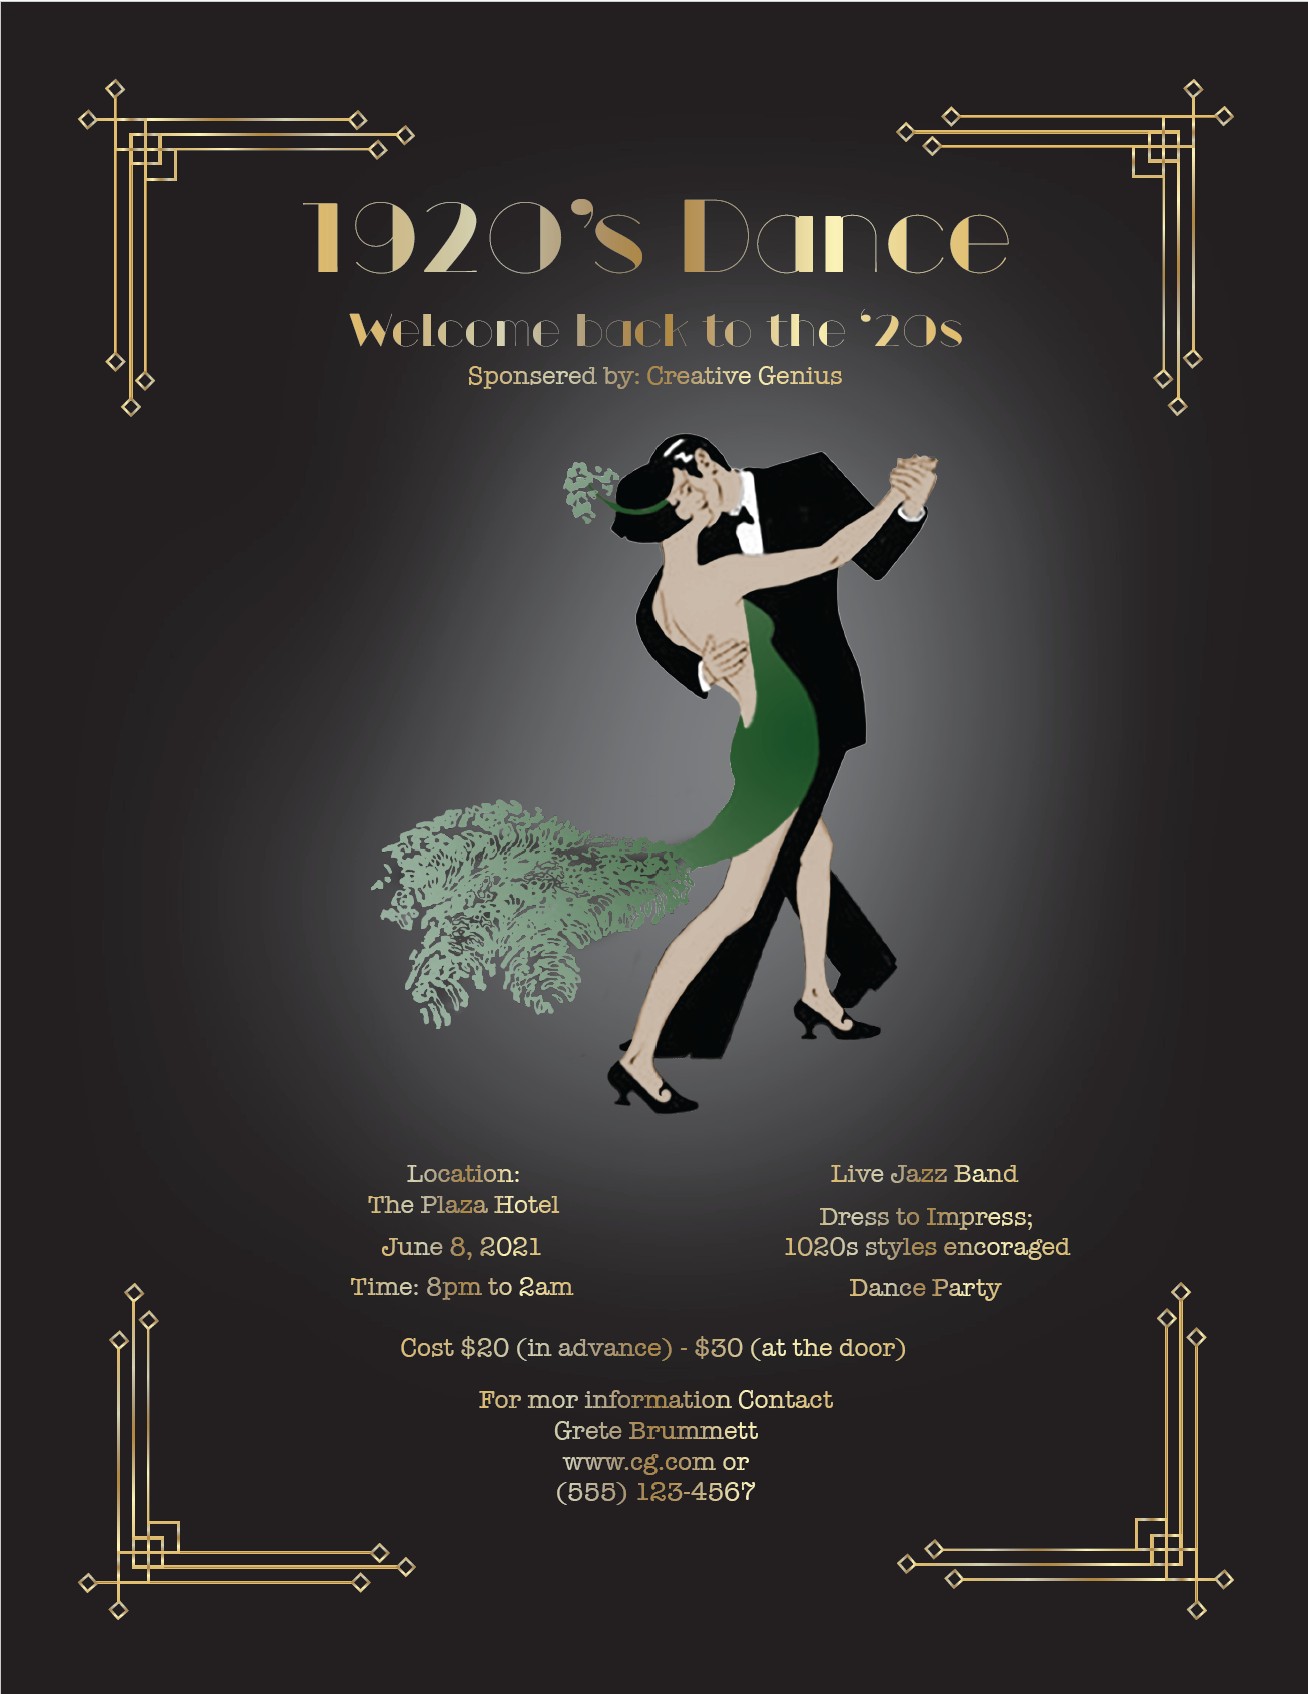 1920’s Dance
Welcome back to the ‘20s
Sponsered by: Creative Genius
Location:
The Plaza Hotel
June 8, 2021
Time: 8pm to 2am
Live Jazz Band
Dress to Impress;
1020s styles encoraged
Dance Party
Cost $20 (in advance) - $30 (at the door)
For mor information Contact
Grete Brummett
www.cg.com or
(555) 123-4567